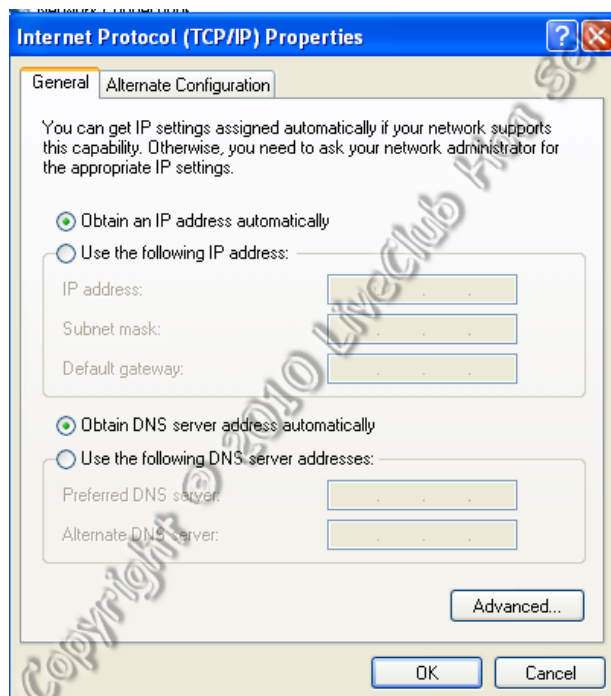 Internet Protocol (TCP/IP) Properties
General
Alternate Configuration
You can get IP settings assigned automatically if your network supports
this capability. Otherwise, you need to ask your network administrator for
the appropriate IP settings.
Obtain an IP address automatically
Use the following IP address:
IP address:
Subnet mask:
Default gateway:
Obtain DNS server address automatically
Use the following DNS server addresses:
Preferred DNS server:
Alternate DNS server:
Advanced...
OK
Cancel
Copyright © 2010 LiveClub Hon